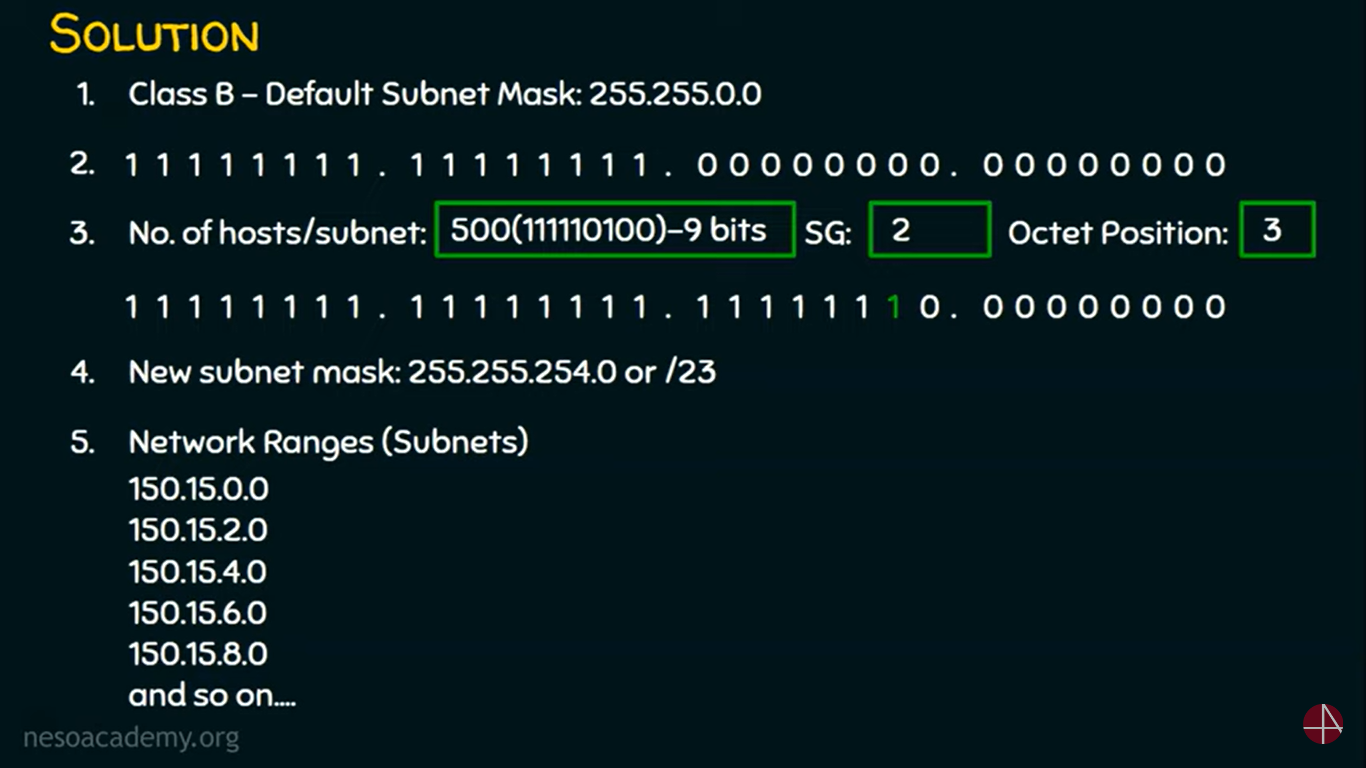 SOLUTION
1. Class B – Default Subnet Mask: 255.255.0.0
2. 1 1 1 1 1 1 1 1 . 1 1 1 1 1 1 1 1 . 0 0 0 0 0 0 0 0 . 0 0 0 0 0 0 0 0
3. No. of hosts/subnet: 500(111110100)–9 bits SG: 2 Octet Position: 3
1 1 1 1 1 1 1 1 . 1 1 1 1 1 1 1 1 . 1 1 1 1 1 1 1 0 . 0 0 0 0 0 0 0 0
4. New subnet mask: 255.255.254.0 or /23
5. Network Ranges (Subnets)
150.15.0.0
150.15.2.0
150.15.4.0
150.15.6.0
150.15.8.0
and so on....
nesoacademy.org